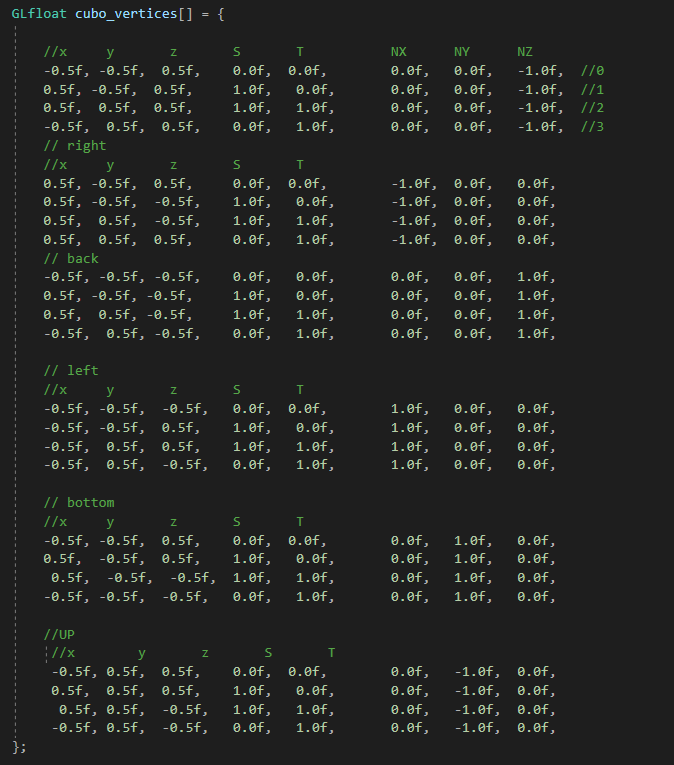 GLfloat cubo_vertices[] = {
//x y z S T NX NY NZ
-0.5f, -0.5f, 0.5f, 0.0f, 0.0f, 0.0f, 0.0f, -1.0f, //0
0.5f, -0.5f, 0.5f, 1.0f, 0.0f, 0.0f, 0.0f, -1.0f, //1
0.5f, 0.5f, 0.5f, 1.0f, 1.0f, 0.0f, 0.0f, -1.0f, //2
-0.5f, 0.5f, 0.5f, 0.0f, 1.0f, 0.0f, 0.0f, -1.0f, //3
// right
//x y z S T
0.5f, -0.5f, 0.5f, 0.0f, 0.0f, -1.0f, 0.0f, 0.0f,
0.5f, -0.5f, -0.5f, 1.0f, 0.0f, -1.0f, 0.0f, 0.0f,
0.5f, 0.5f, -0.5f, 1.0f, 1.0f, -1.0f, 0.0f, 0.0f,
0.5f, 0.5f, 0.5f, 0.0f, 1.0f, -1.0f, 0.0f, 0.0f,
// back
-0.5f, -0.5f, -0.5f, 0.0f, 0.0f, 0.0f, 0.0f, 1.0f,
0.5f, -0.5f, -0.5f, 1.0f, 0.0f, 0.0f, 0.0f, 1.0f,
0.5f, 0.5f, -0.5f, 1.0f, 1.0f, 0.0f, 0.0f, 1.0f,
-0.5f, 0.5f, -0.5f, 0.0f, 1.0f, 0.0f, 0.0f, 1.0f,
// left
//x y z S T
-0.5f, -0.5f, -0.5f, 0.0f, 0.0f, 1.0f, 0.0f, 0.0f,
-0.5f, -0.5f, 0.5f, 1.0f, 0.0f, 1.0f, 0.0f, 0.0f,
-0.5f, 0.5f, 0.5f, 1.0f, 1.0f, 1.0f, 0.0f, 0.0f,
-0.5f, 0.5f, -0.5f, 0.0f, 1.0f, 1.0f, 0.0f, 0.0f,
// bottom
//x y z S T
-0.5f, -0.5f, 0.5f, 0.0f, 0.0f, 0.0f, 1.0f, 0.0f,
0.5f, -0.5f, 0.5f, 1.0f, 0.0f, 0.0f, 1.0f, 0.0f,
0.5f, -0.5f, -0.5f, 1.0f, 1.0f, 0.0f, 1.0f, 0.0f,
-0.5f, -0.5f, -0.5f, 0.0f, 1.0f, 0.0f, 1.0f, 0.0f,
//UP
//x y z S T
-0.5f, 0.5f, 0.5f, 0.0f, 0.0f, 0.0f, -1.0f, 0.0f,
0.5f, 0.5f, 0.5f, 1.0f, 0.0f, 0.0f, -1.0f, 0.0f,
0.5f, 0.5f, -0.5f, 1.0f, 1.0f, 0.0f, -1.0f, 0.0f,
-0.5f, 0.5f, -0.5f, 0.0f, 1.0f, 0.0f, -1.0f, 0.0f,
};